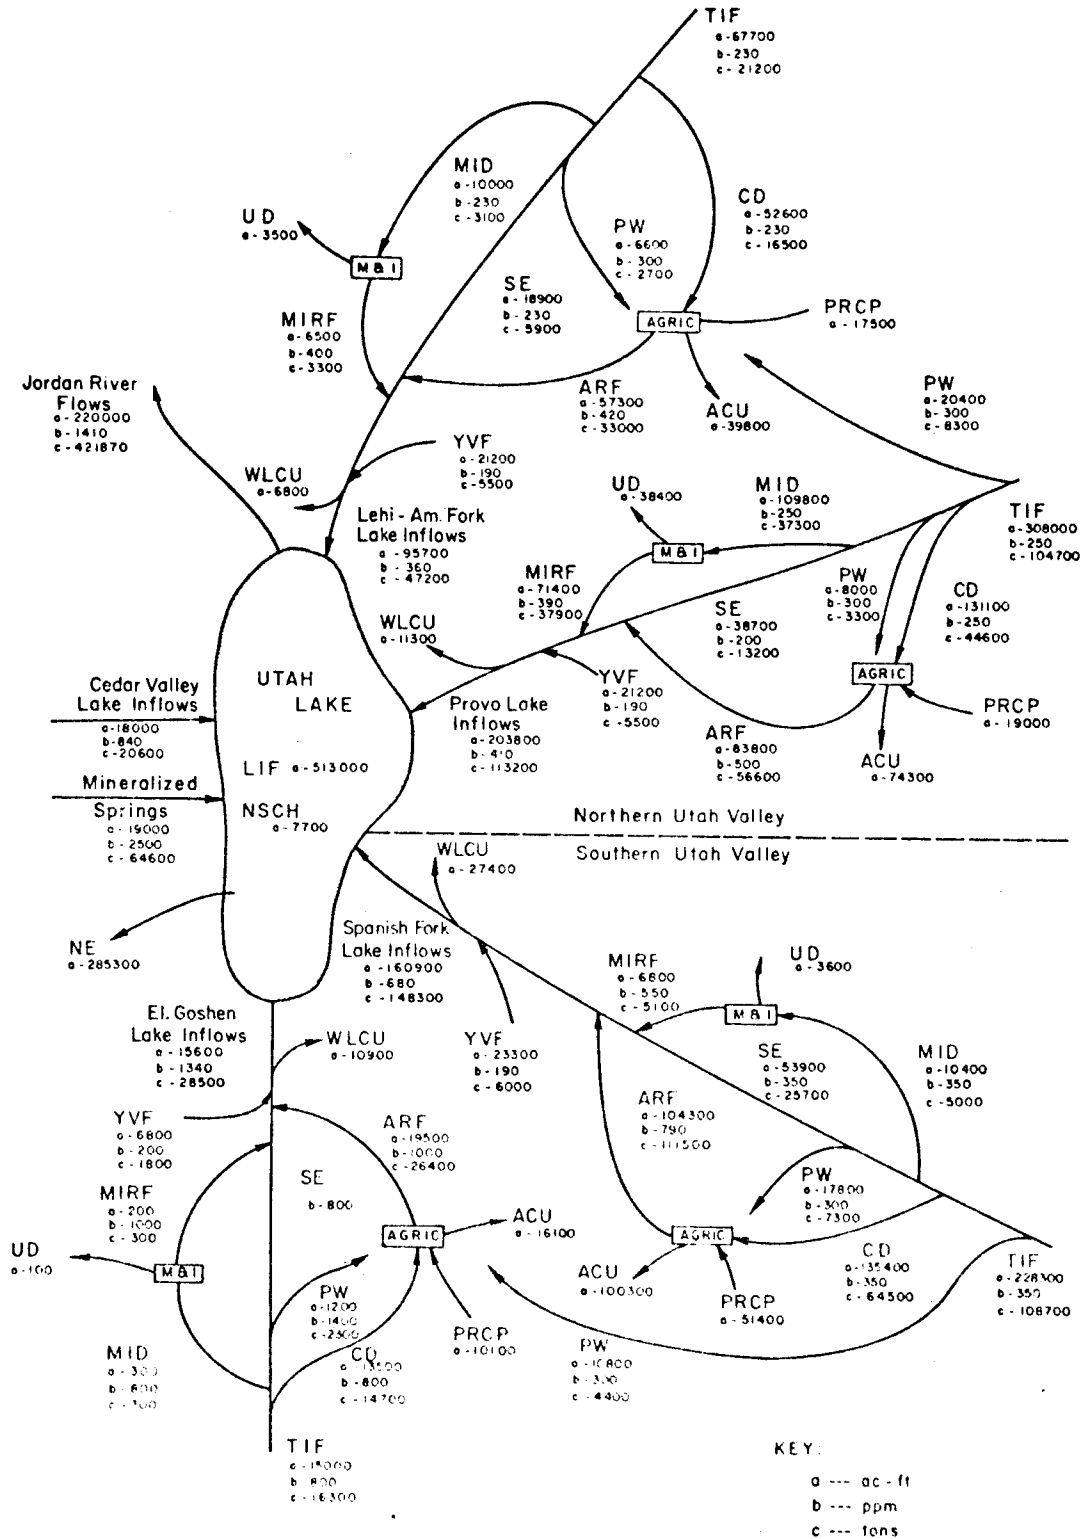 TIF
a-67700
b-230
c-21200
MID
a-10000
b-230
c-3100
UD
a-3500
M & I
PW
a-6600
b-300
c-2700
CD
a-52600
b-230
c-16500
SE
a-18900
b-230
c-5900
AGRIC
PRCP
a-17500
MIRF
a-6500
b-400
c-3300
ARF
a-57300
b-420
c-33000
ACU
a-39800
Jordan River
Flows
a-220000
b-1410
c-421870
PW
a-20400
b-300
c-8300
YVF
a-21200
b-190
c-5500
WLCU
a-6800
Lehi - Am. Fork
Lake Inflows
a-95700
b-360
c-47200
UD
a-38400
MID
a-109800
b-250
c-37300
TIF
a-308000
b-250
c-104700
M & I
MIRF
a-71400
b-390
c-37900
PW
a-8000
b-300
c-3300
CD
a-131100
b-250
c-44600
WLCU
a-11300
SE
a-38700
b-200
c-13200
AGRIC
YVF
a-21200
b-190
c-5500
PRCP
a-19000
ARF
a-83800
b-500
c-56600
ACU
a-74300
UTAH
LAKE
Cedar Valley
Lake Inflows
a-18000
b-840
c-20600
Provo Lake
Inflows
a-203800
b-410
c-113200
LIF a-513000
Mineralized
Springs
a-19000
b-2500
c-64600
NSCH
a-7700
Northern Utah Valley
Southern Utah Valley
WLCU
a-27400
NE
a-285300
Spanish Fork
Lake Inflows
a-160900
b-680
c-148300
MIRF
a-6800
b-550
c-5100
UD
a-3600
M & I
El. Goshen
Lake Inflows
a-15600
b-1340
c-28500
WLCU
a-10900
YVF
a-23300
b-190
c-6000
SE
a-53900
b-350
c-25700
MID
a-10400
b-350
c-5000
YVF
a-6800
b-200
c-1800
ARF
a-19500
b-1000
c-26400
ARF
a-104300
b-790
c-111500
SE
b-800
MIRF
a-200
b-1000
c-300
PW
a-17800
b-300
c-7300
ACU
a-16100
AGRIC
AGRIC
UD
a-100
M & I
CD
a-135400
b-350
c-64500
TIF
a-228300
b-350
c-108700
ACU
a-100300
PRCP
a-51400
PW
a-1200
b-1400
c-2300
PRCP
a-10100
CD
a-13500
b-800
c-14700
PW
a-10800
b-300
c-4400
MID
a-300
b-800
c-300
TIF
a-15000
b-800
c-16300
KEY:
a --- ac-ft
b --- ppm
c --- tons